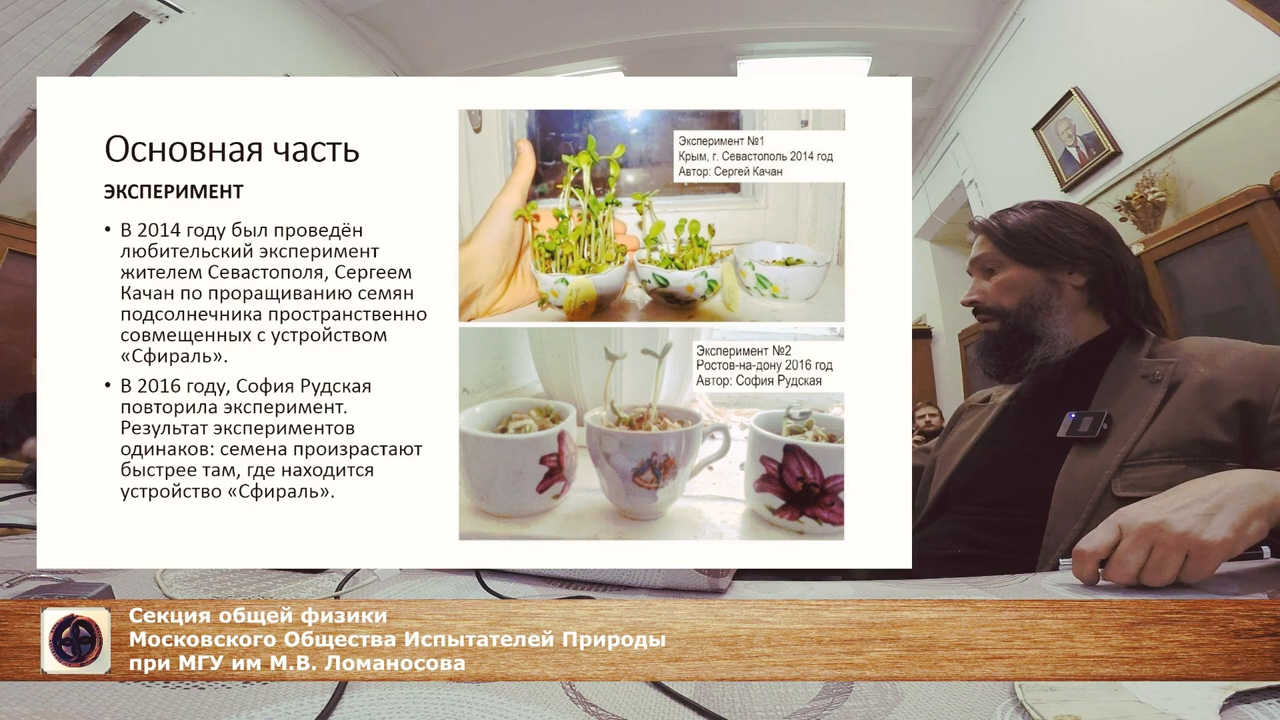 Основная часть
ЭКСПЕРИМЕНТ
• В 2014 году был проведён
любительский эксперимент
жителем Севастополя, Сергеем
Качан по проращиванию семян
подсолнечника пространственно
совмещенных с устройством
«Сфираль».
• В 2016 году, София Рудская
повторила эксперимент.
Результат экспериментов
одинаков: семена произрастают
быстрее там, где находится
устройство «Сфираль».
Эксперимент №1
Крым, г. Севастополь 2014 год
Автор: Сергей Качан
Эксперимент №2
Ростов-на-дону 2016 год
Автор: София Рудская
Секция общей физики
Московского Общества Испытателей Природы
при МГУ им М.В. Ломаносова